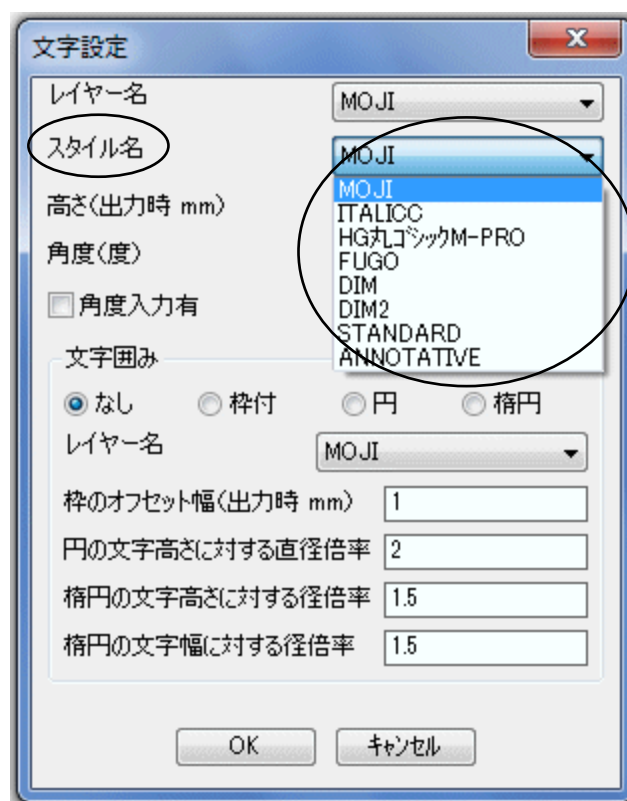 文字設定
レイヤー名 MOJI
スタイル名 MOJI
MOJI
ITALICC
高さ(出力時 mm)
HG丸ｺﾞｼｯｸM-PRO
角度(度)
FUGO
DIM
角度入力有
DIM2
STANDARD
文字囲み
ANNOTATIVE
なし 枠付 円 楕円
レイヤー名 MOJI
枠のオフセット幅(出力時 mm) 1
円の文字高さに対する直径倍率 2
楕円の文字高さに対する径倍率 1.5
楕円の文字幅に対する径倍率 1.5
OK ｷｬﾝｾﾙ